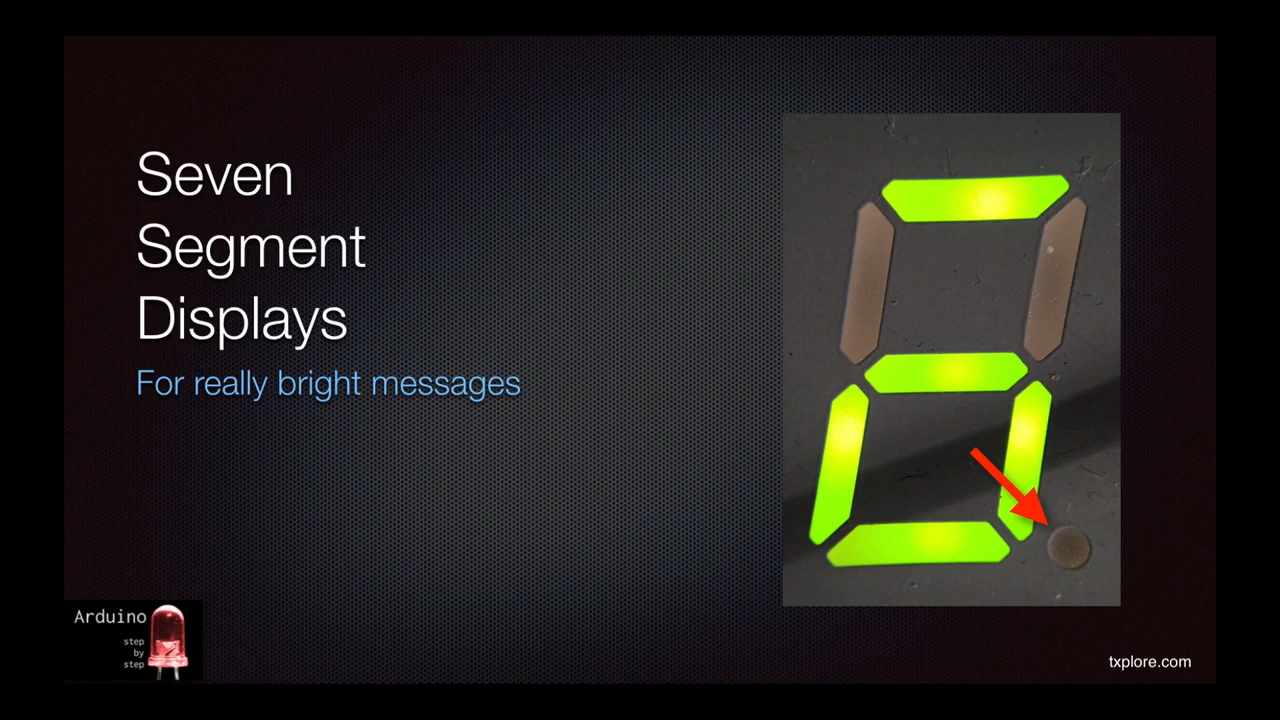 Seven
Segment
Displays
For really bright messages
Arduino
step
by
step
txplore.com